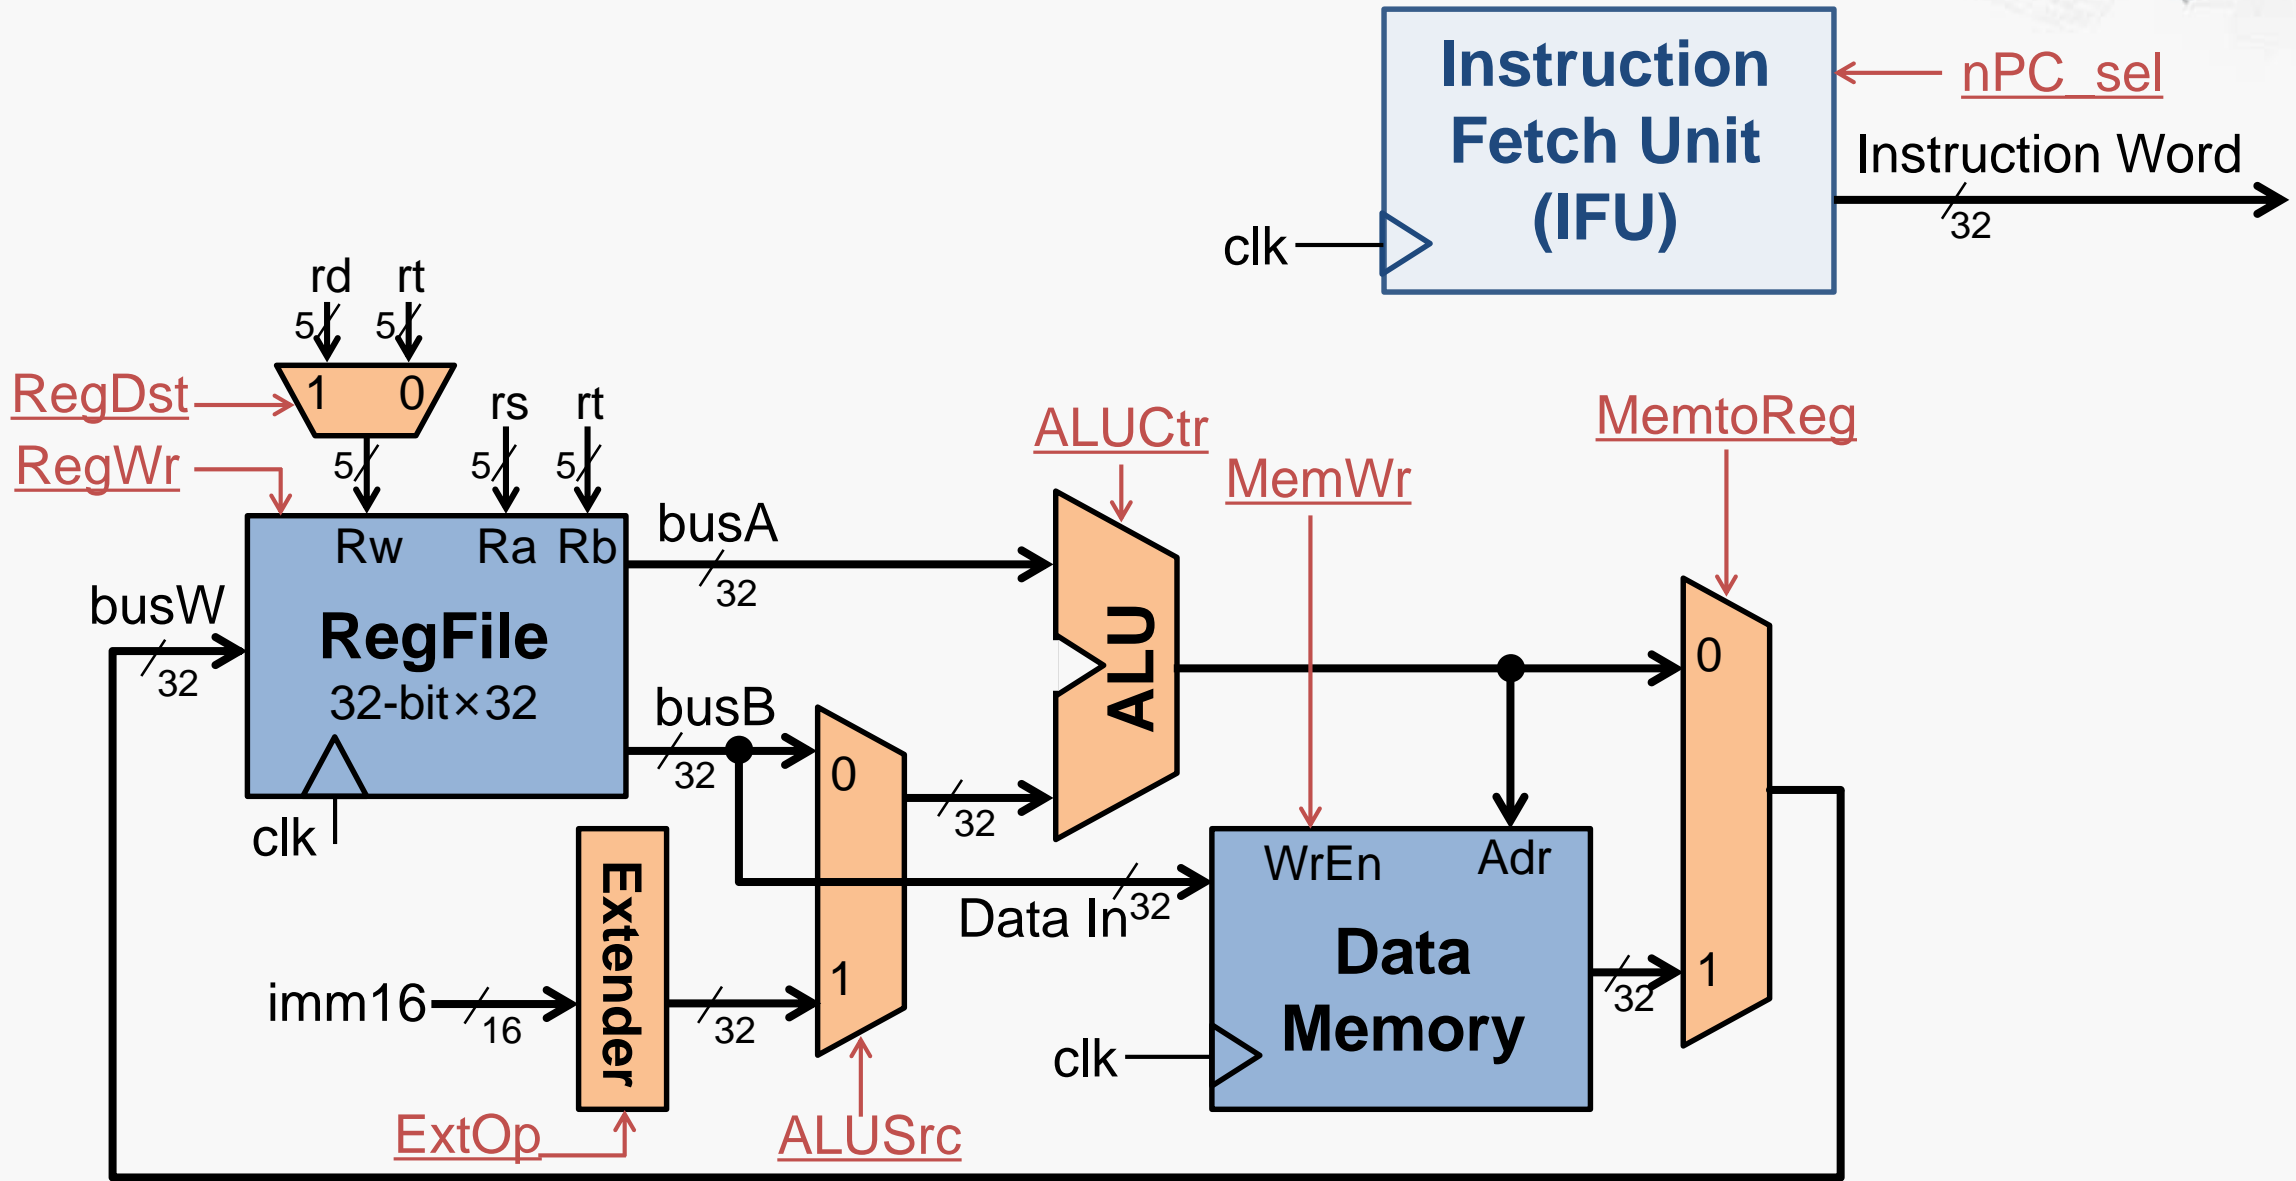 Instruction
Fetch Unit
(IFU)
nPC_sel
Instruction Word
32
clk
rd
rt
5
5
1
0
RegDst
rs
rt
RegWr
5
5
5
ALUCtr
MemWr
MemtoReg
Rw
Ra
Rb
busA
32
busW
32
RegFile
32-bit×32
busB
32
clk
0
1
32
ALU
0
1
WrEn
Adr
Data In
32
Data
Memory
32
clk
imm16
16
Extender
32
ExtOp
ALUSrc